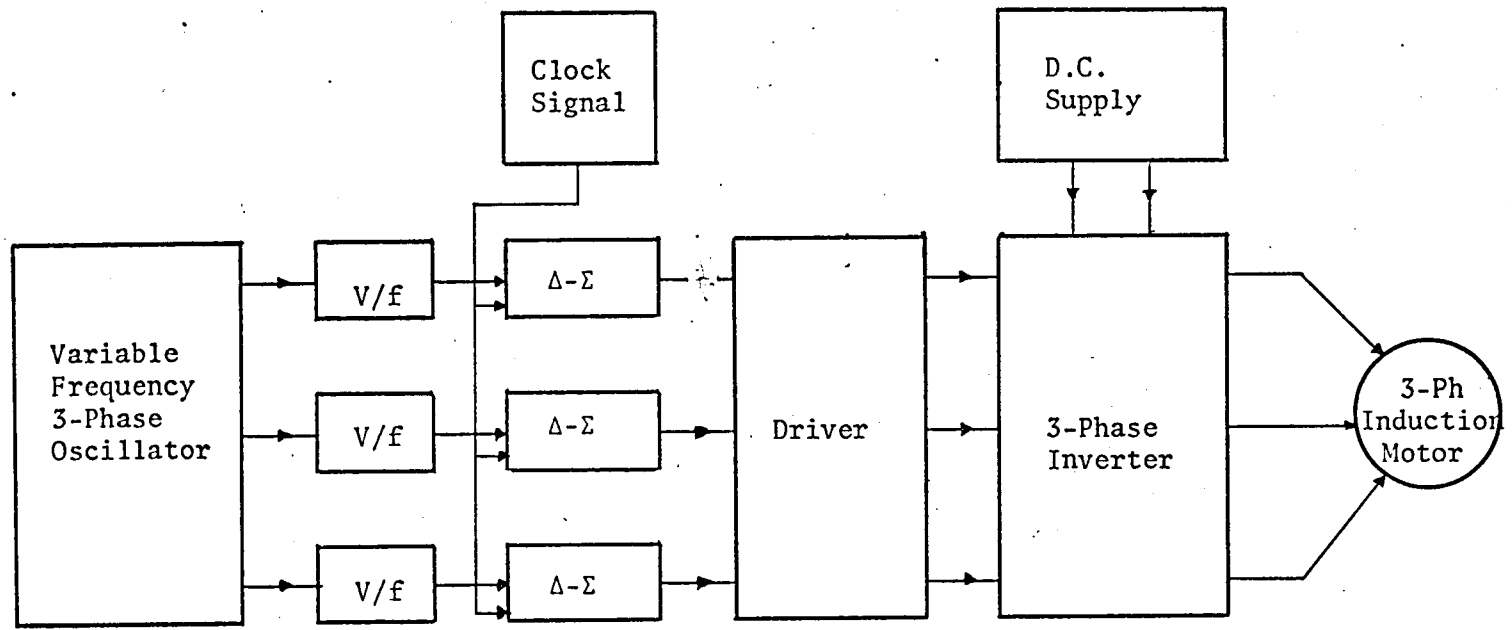 Clock
Signal
D.C.
Supply
Variable
Frequency
3-Phase
Oscillator
V/f
Δ-Σ
V/f
Δ-Σ
V/f
Δ-Σ
Driver
3-Phase
Inverter
3-Ph
Induction
Motor